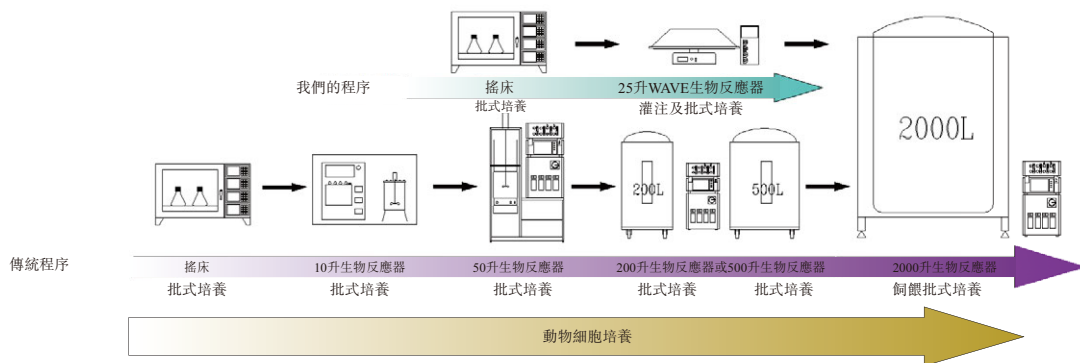 2000L
我們的程序
搖床
25升WAVE生物反應器
批式培養
灌注及批式培養
200L
500L
傳統程序
搖床
10升生物反應器
50升生物反應器
200升生物反應器或500升生物反應器
2000升生物反應器
批式培養
批式培養
批式培養
批式培養
批式培養
飼餵批式培養
動物細胞培養